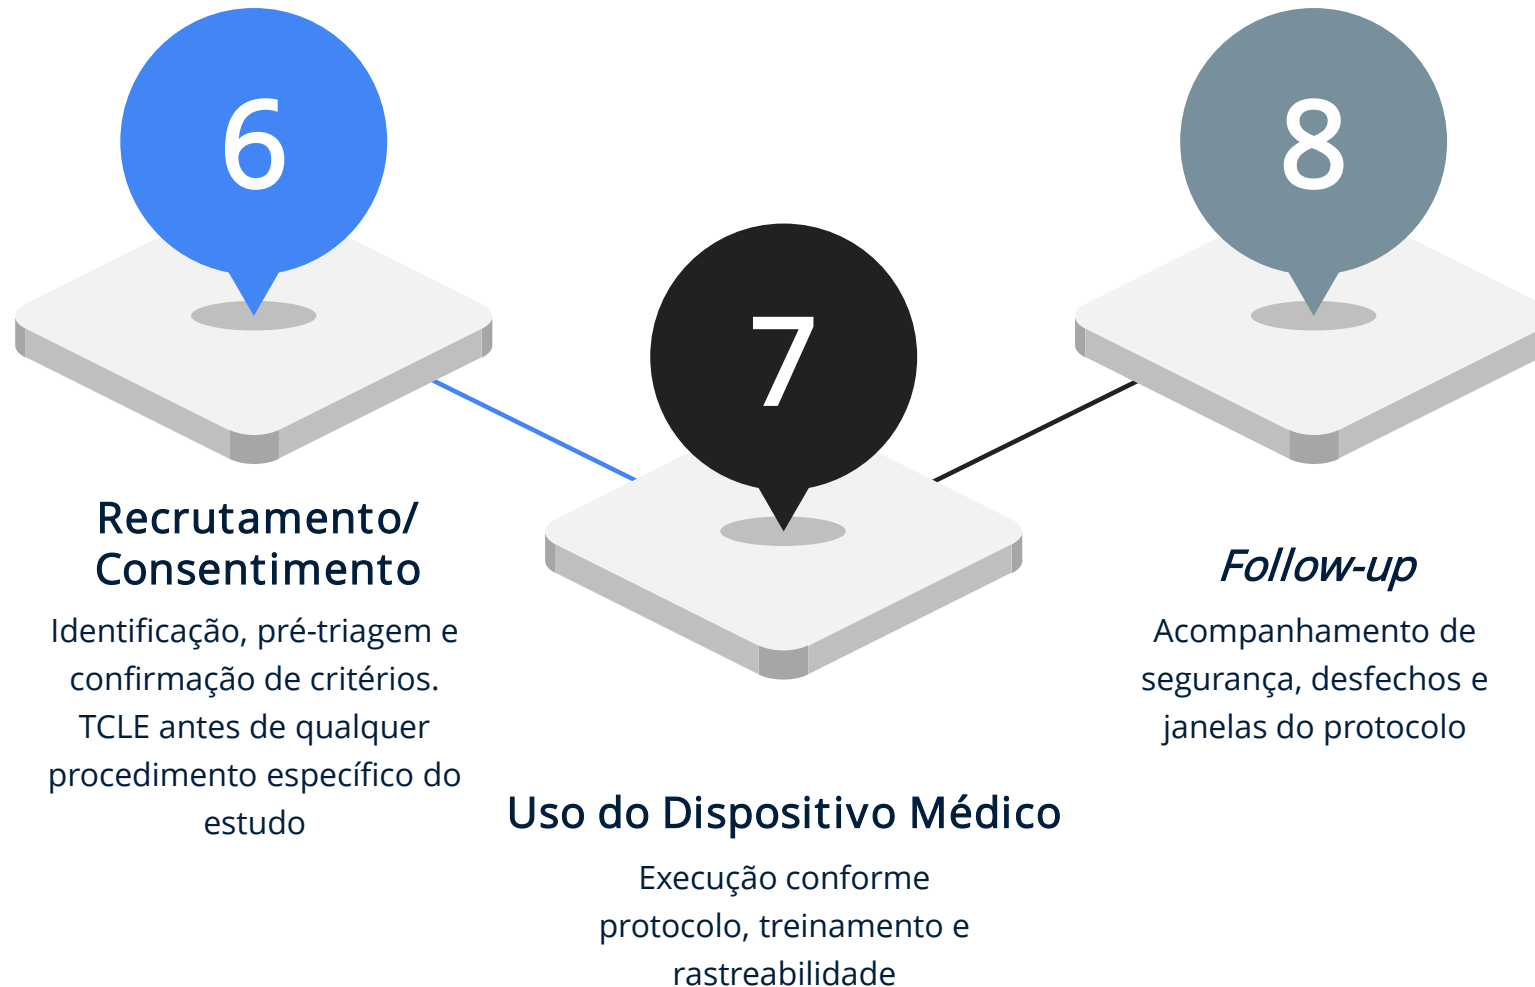 6
Recrutamento/
Consentimento
Identificação, pré-triagem e
confirmação de critérios.
TCLE antes de qualquer
procedimento específico do
estudo
7
Uso do Dispositivo Médico
Execução conforme
protocolo, treinamento e
rastreabilidade
8
Follow-up
Acompanhamento de
segurança, desfechos e
janelas do protocolo